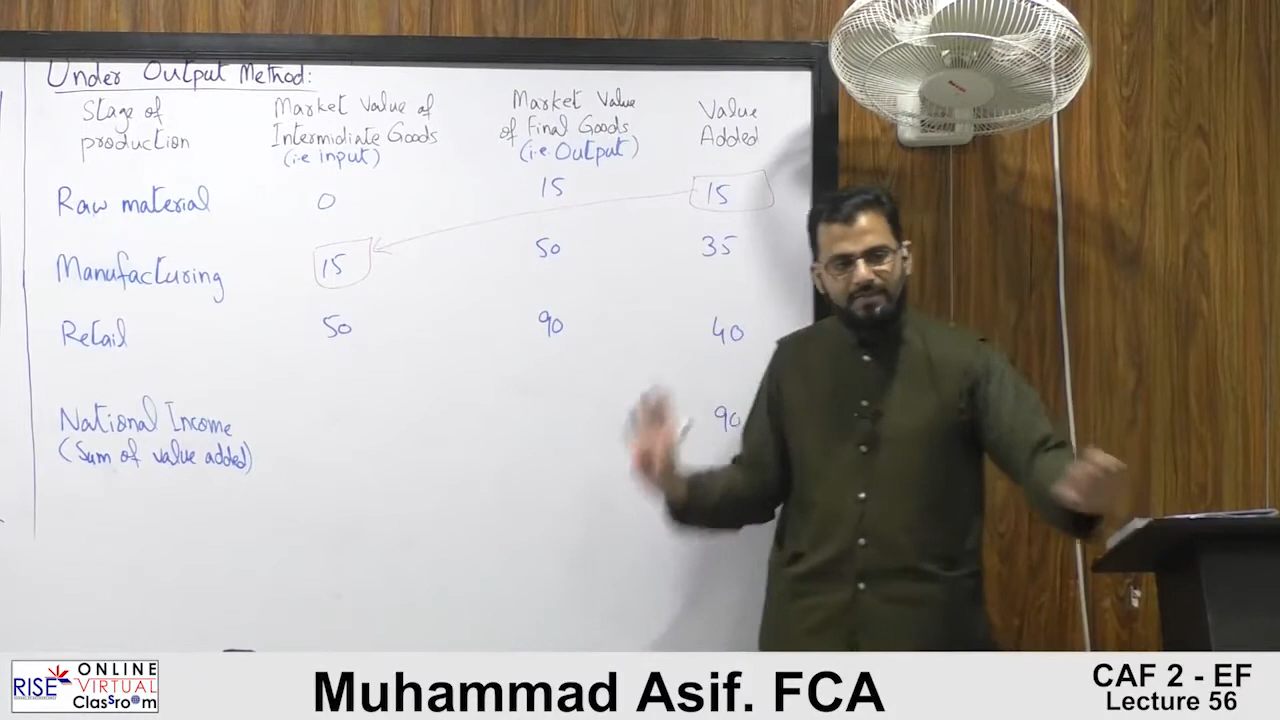 Under Output Method:
Stage of production
Market Value of Intermidiate Goods (i.e input)
Market Value of Final Goods (i.e. Output)
Value Added
Raw material 0 15 15
Manufacturing 15 50 35
Retail 50 90 40
National Income 90
(Sum of value added)
RISE ONLINE VIRTUAL ClasSroom
Muhammad Asif. FCA
CAF 2 - EF
Lecture 56